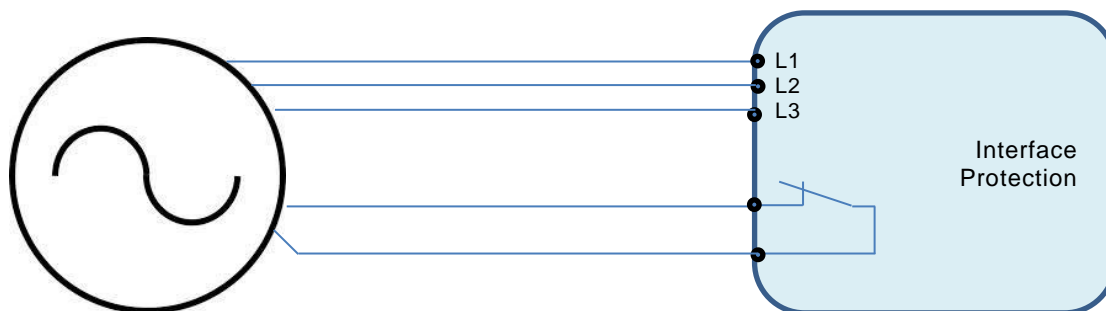 L1
L2
L3
Interface
Protection